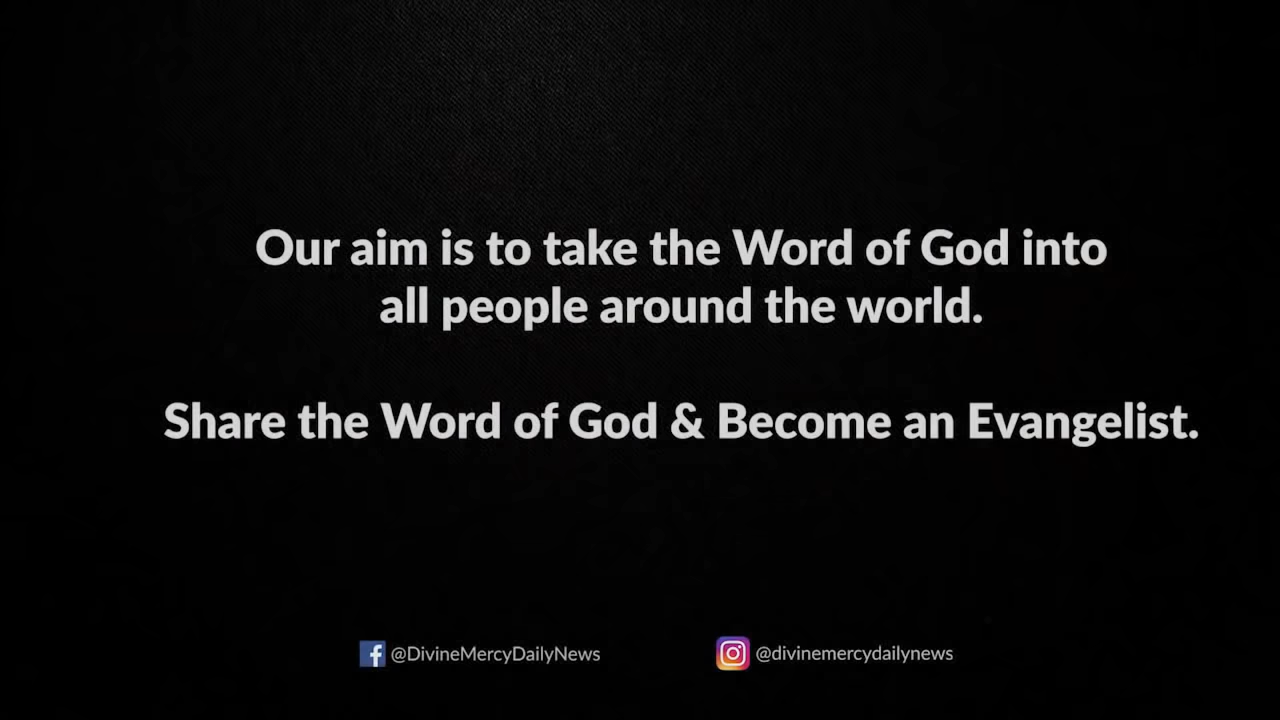 Our aim is to take the Word of God into
all people around the world.
Share the Word of God & Become an Evangelist.
@DivineMercyDailyNews
@divinemercydailynews